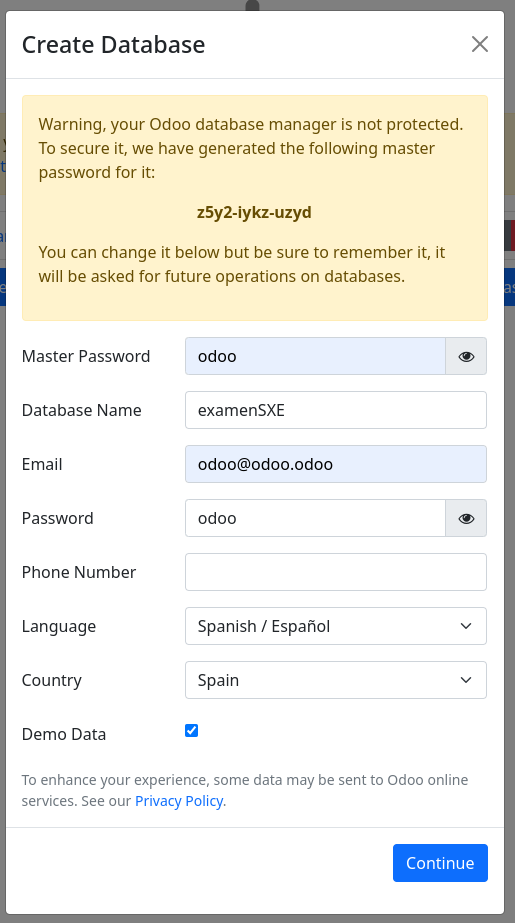 Create Database
Warning, your Odoo database manager is not protected.
To secure it, we have generated the following master
password for it:
z5y2-iykz-uzyd
You can change it below but be sure to remember it, it
will be asked for future operations on databases.
Master Password odoo
Database Name examenSXE
Email odoo@odoo.odoo
Password odoo
Phone Number
Language Spanish / Español
Country Spain
Demo Data
To enhance your experience, some data may be sent to Odoo online
services. See our Privacy Policy.
Continue